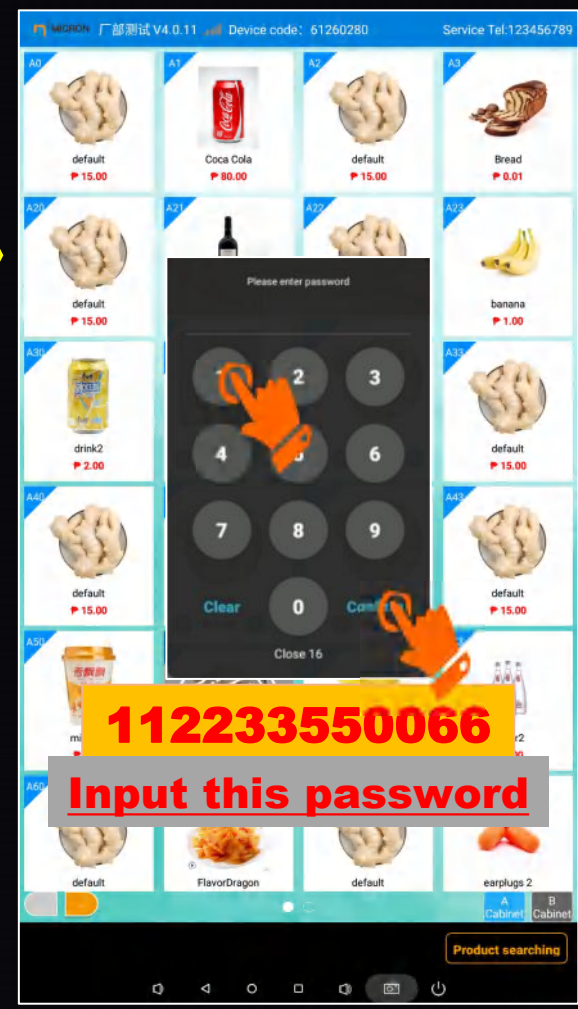 MICRON 厂部测试 V4.0.11 Device code: 61260280 Service Tel:123456789
A0 A1 A2 A3
default Coca Cola default Bread
₱ 15.00 ₱ 80.00 ₱ 15.00 ₱ 0.01
A20 A21 A22 A23
Please enter password
default banana
₱ 15.00 ₱ 1.00
A30 A33
1 2 3
drink2 default
₱ 2.00 ₱ 15.00
4 6
A40 A43
7 8 9
default default
₱ 15.00 ₱ 15.00
Clear 0
Close 16
A50
香飘飘
112233550066
Input this password
A60
default FlavorDragon default earplugs 2
A Cabinet B Cabinet
Product searching